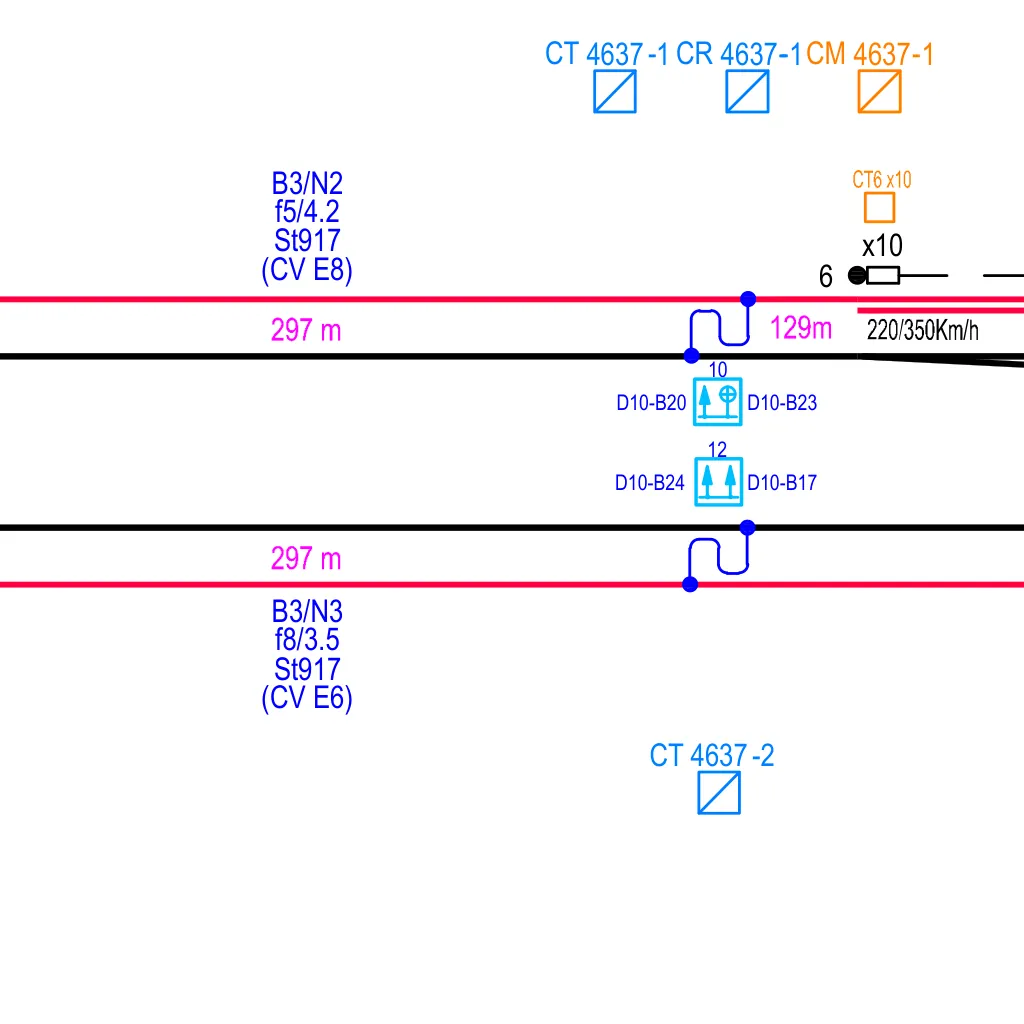 CT 4637 -1 CR 4637-1 CM 4637-1
CT6 x10
x10
6
B3/N2
f5/4.2
St917
(CV E8)
297 m
129m
220/350Km/h
10
D10-B20 D10-B23
12
D10-B24 D10-B17
297 m
B3/N3
f8/3.5
St917
(CV E6)
CT 4637 -2